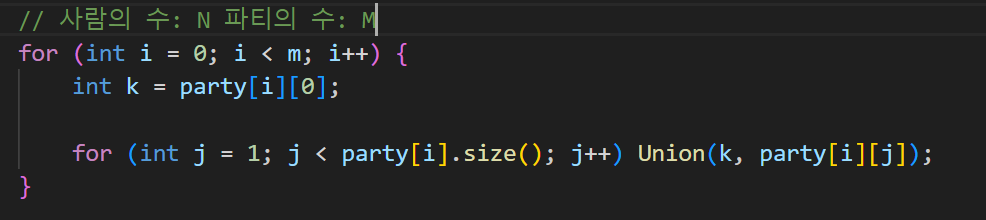 // 사람의 수: N 파티의 수: M
for (int i = 0; i < m; i++) {
    int k = party[i][0];
    for (int j = 1; j < party[i].size(); j++) Union(k, party[i][j]);
}